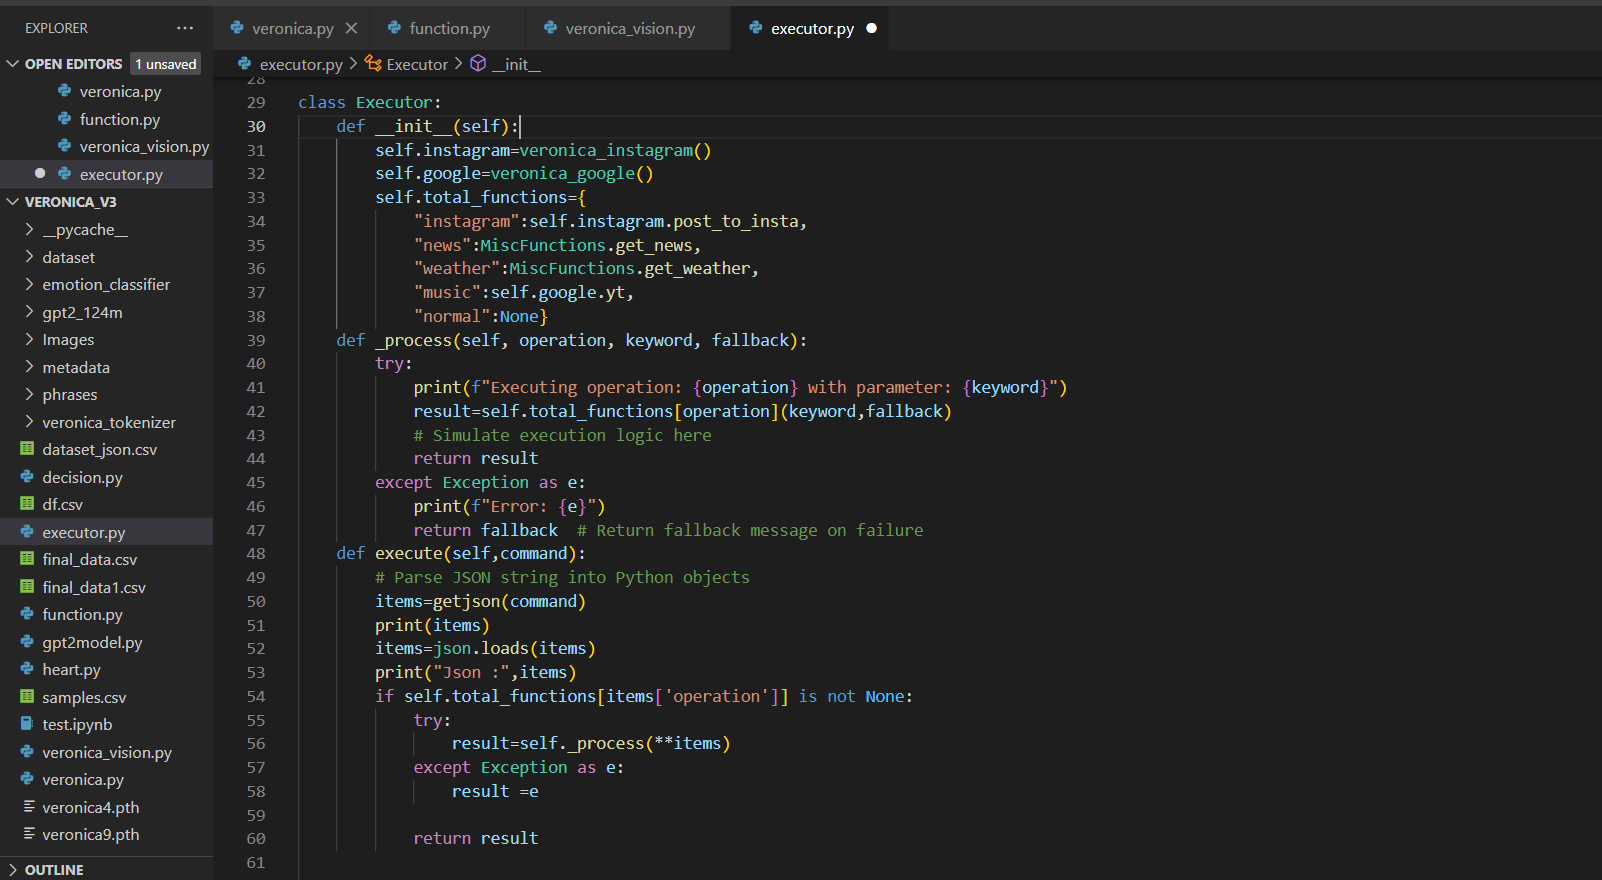 EXPLORER ...
OPEN EDITORS 1 unsaved
veronica.py
function.py
veronica_vision.py
executor.py
VERONICA_V3
__pycache__
dataset
emotion_classifier
gpt2_124m
Images
metadata
phrases
veronica_tokenizer
dataset_json.csv
decision.py
df.csv
executor.py
final_data.csv
final_data1.csv
function.py
gpt2model.py
heart.py
samples.csv
test.ipynb
veronica_vision.py
veronica.py
veronica4.pth
veronica9.pth
OUTLINE
veronica.py function.py veronica_vision.py executor.py
executor.py > Executor > __init__
28
29 class Executor:
30     def __init__(self):
31         self.instagram=veronica_instagram()
32         self.google=veronica_google()
33         self.total_functions={
34             "instagram":self.instagram.post_to_insta,
35             "news":MiscFunctions.get_news,
36             "weather":MiscFunctions.get_weather,
37             "music":self.google.yt,
38             "normal":None}
39     def _process(self, operation, keyword, fallback):
40         try:
41             print(f"Executing operation: {operation} with parameter: {keyword}")
42             result=self.total_functions[operation](keyword,fallback)
43             # Simulate execution logic here
44             return result
45         except Exception as e:
46             print(f"Error: {e}")
47             return fallback  # Return fallback message on failure
48     def execute(self,command):
49         # Parse JSON string into Python objects
50         items=getjson(command)
51         print(items)
52         items=json.loads(items)
53         print("Json :",items)
54         if self.total_functions[items['operation']] is not None:
55             try:
56                 result=self._process(**items)
57             except Exception as e:
58                 result =e
59
60             return result
61